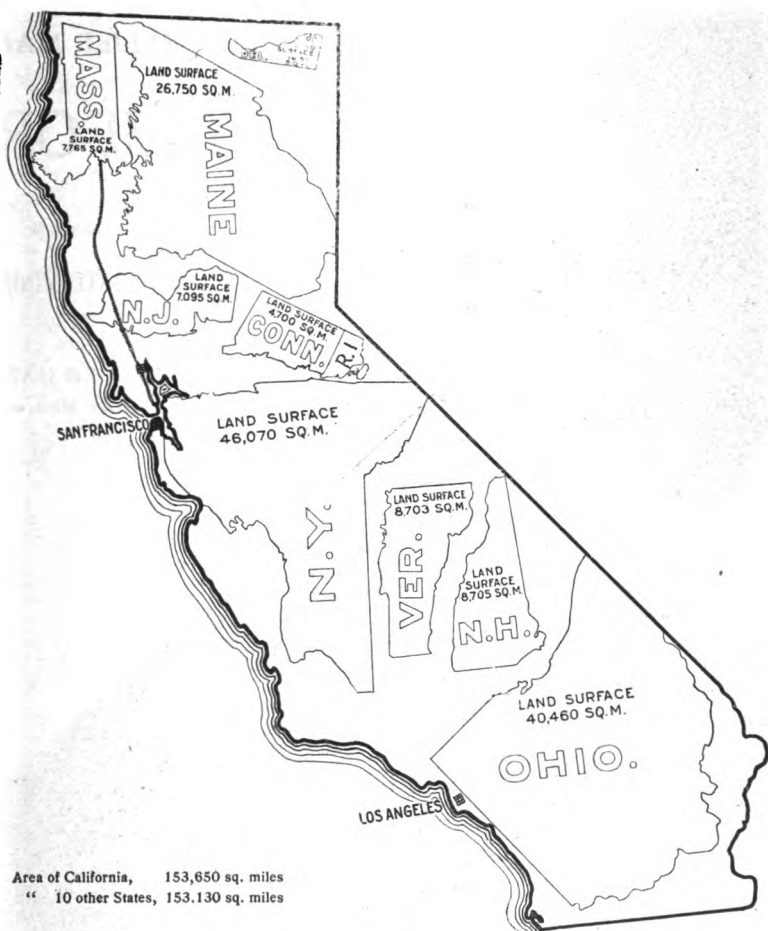 MASS.
LAND
SURFACE
7,765 SQ.M.
LAND SURFACE
26,750 SQ.M.
MAINE
DEL.
SURFACE
N.J.
LAND
SURFACE
7,095 SQ.M.
LAND SURFACE
4,700 SQ.M.
CONN.
R.I
SAN FRANCISCO
LAND SURFACE
46,070 SQ.M.
N.Y.
LAND SURFACE
8,703 SQ.M.
VER.
LAND
SURFACE
8,705 SQ.M.
N.H.
LAND SURFACE
40,460 SQ.M.
OHIO.
LOS ANGELES
Area of California, 153,650 sq. miles
“ 10 other States, 153.130 sq. miles